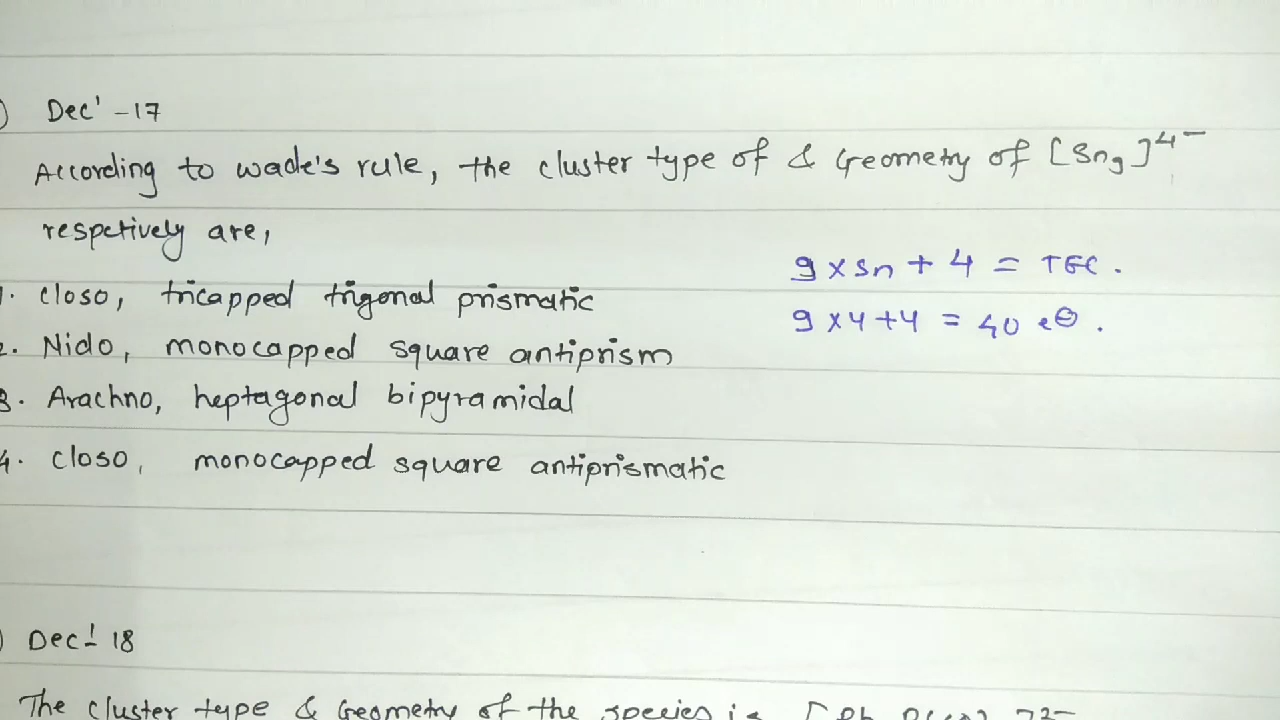 Dec' -17
According to wade's rule, the cluster type of & Geometry of [Sn9]4-
respctively are,
9 x sn + 4 = TEC.
9 x 4 + 4 = 40 e⊖.
1. closo, tricapped trigonal prismatic
2. Nido, monocapped square antiprism
3. Arachno, heptagonal bipyramidal
4. closo, monocapped square antiprismatic
Dec'- 18
The cluster type & Geometry of the species is